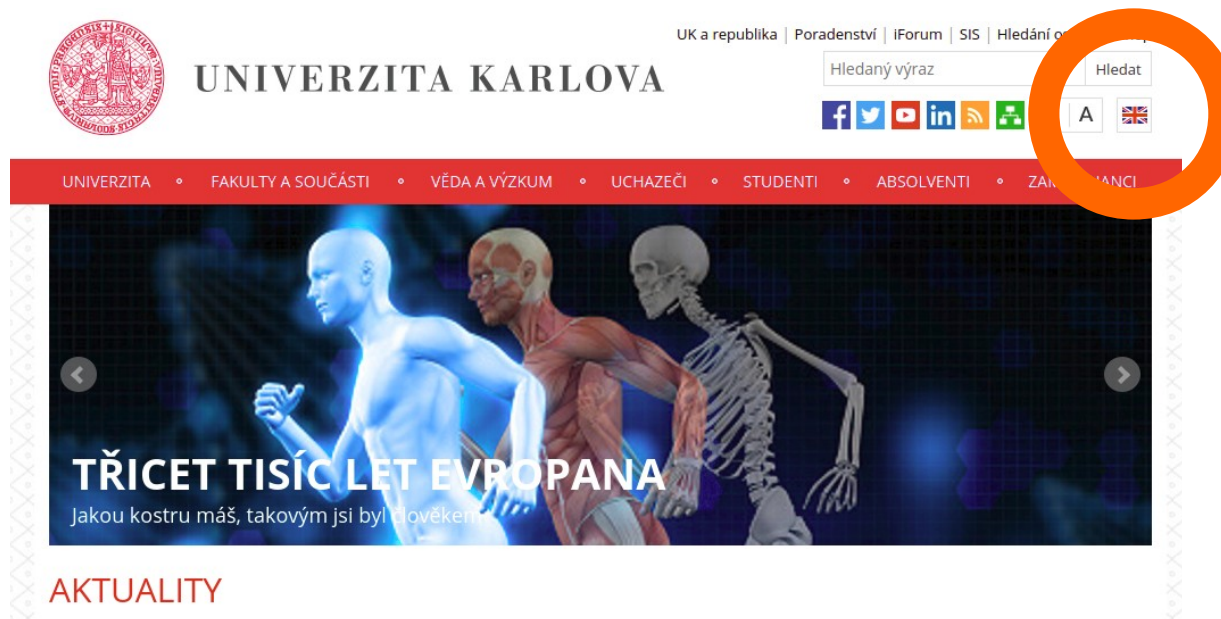 UK a republika | Poradenství | iForum | SIS | Hledání
UNIVERZITA KARLOVA
Hledaný výraz
Hledat
A
UNIVERZITA
FAKULTY A SOUČÁSTI
VĚDA A VÝZKUM
UCHAZEČI
STUDENTI
ABSOLVENTI
TŘICET TISÍC LET EVROPANA
Jakou kostru máš, takovým jsi byl člověkem
AKTUALITY